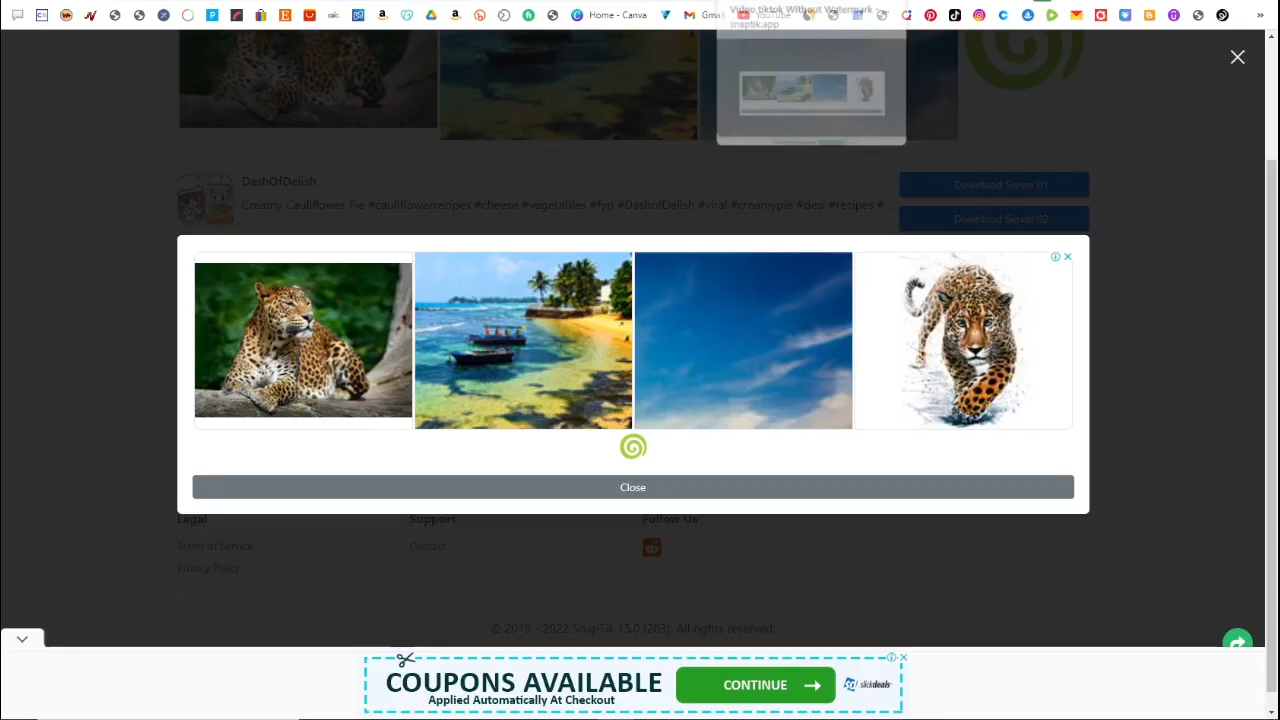 Home - Canva
Gmai
YouTube
Video tiktok Without Watermark
snaptik.app
DashOfDelish
Creamy Cauliflower Pie #cauliflowerrecipes #cheese #vegetables #fyp #DashofDelish #viral #creamypie #desi #recipes #...
Download Server 01
Download Server 02
Close
Legal
Support
Follow Us
Terms of Service
Contact
Privacy Policy
© 2019 - 2022 SnapTik 15.0 (203). All rights reserved.
COUPONS AVAILABLE
Applied Automatically At Checkout
CONTINUE
slickdeals